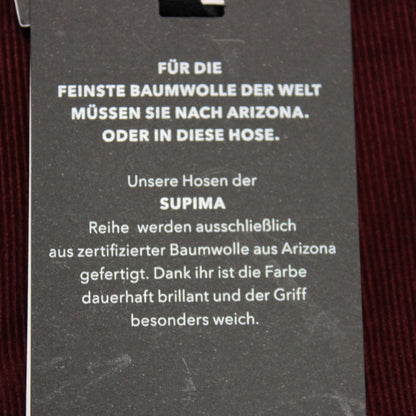 FÜR DIE
FEINSTE BAUMWOLLE DER WELT
MÜSSEN SIE NACH ARIZONA.
ODER IN DIESE HOSE.
Unsere Hosen der
SUPIMA
Reihe werden ausschließlich
aus zertifizierter Baumwolle aus Arizona
gefertigt. Dank ihr ist die Farbe
dauerhaft brillant und der Griff
besonders weich.